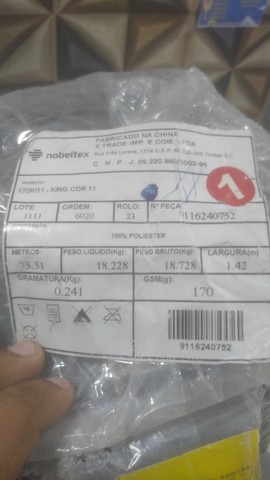 FABRICADO NA CHINA
K.TRADE IMP. E COM. LTDA
nobeltex
C N P J
PRODUTO:
170KI11 - KING COR 11
1
LOTE: ORDEM: ROLO: Nº PEÇA:
1111 6020 23 9116240752
100% POLIESTER
METROS: PESO LIQUIDO(Kg): PESO BRUTO(Kg): LARGURA(m)
75.51 18.228 18.728 1.42
GRAMATURA(Kg): GSM(g):
0.241 170
9116240752